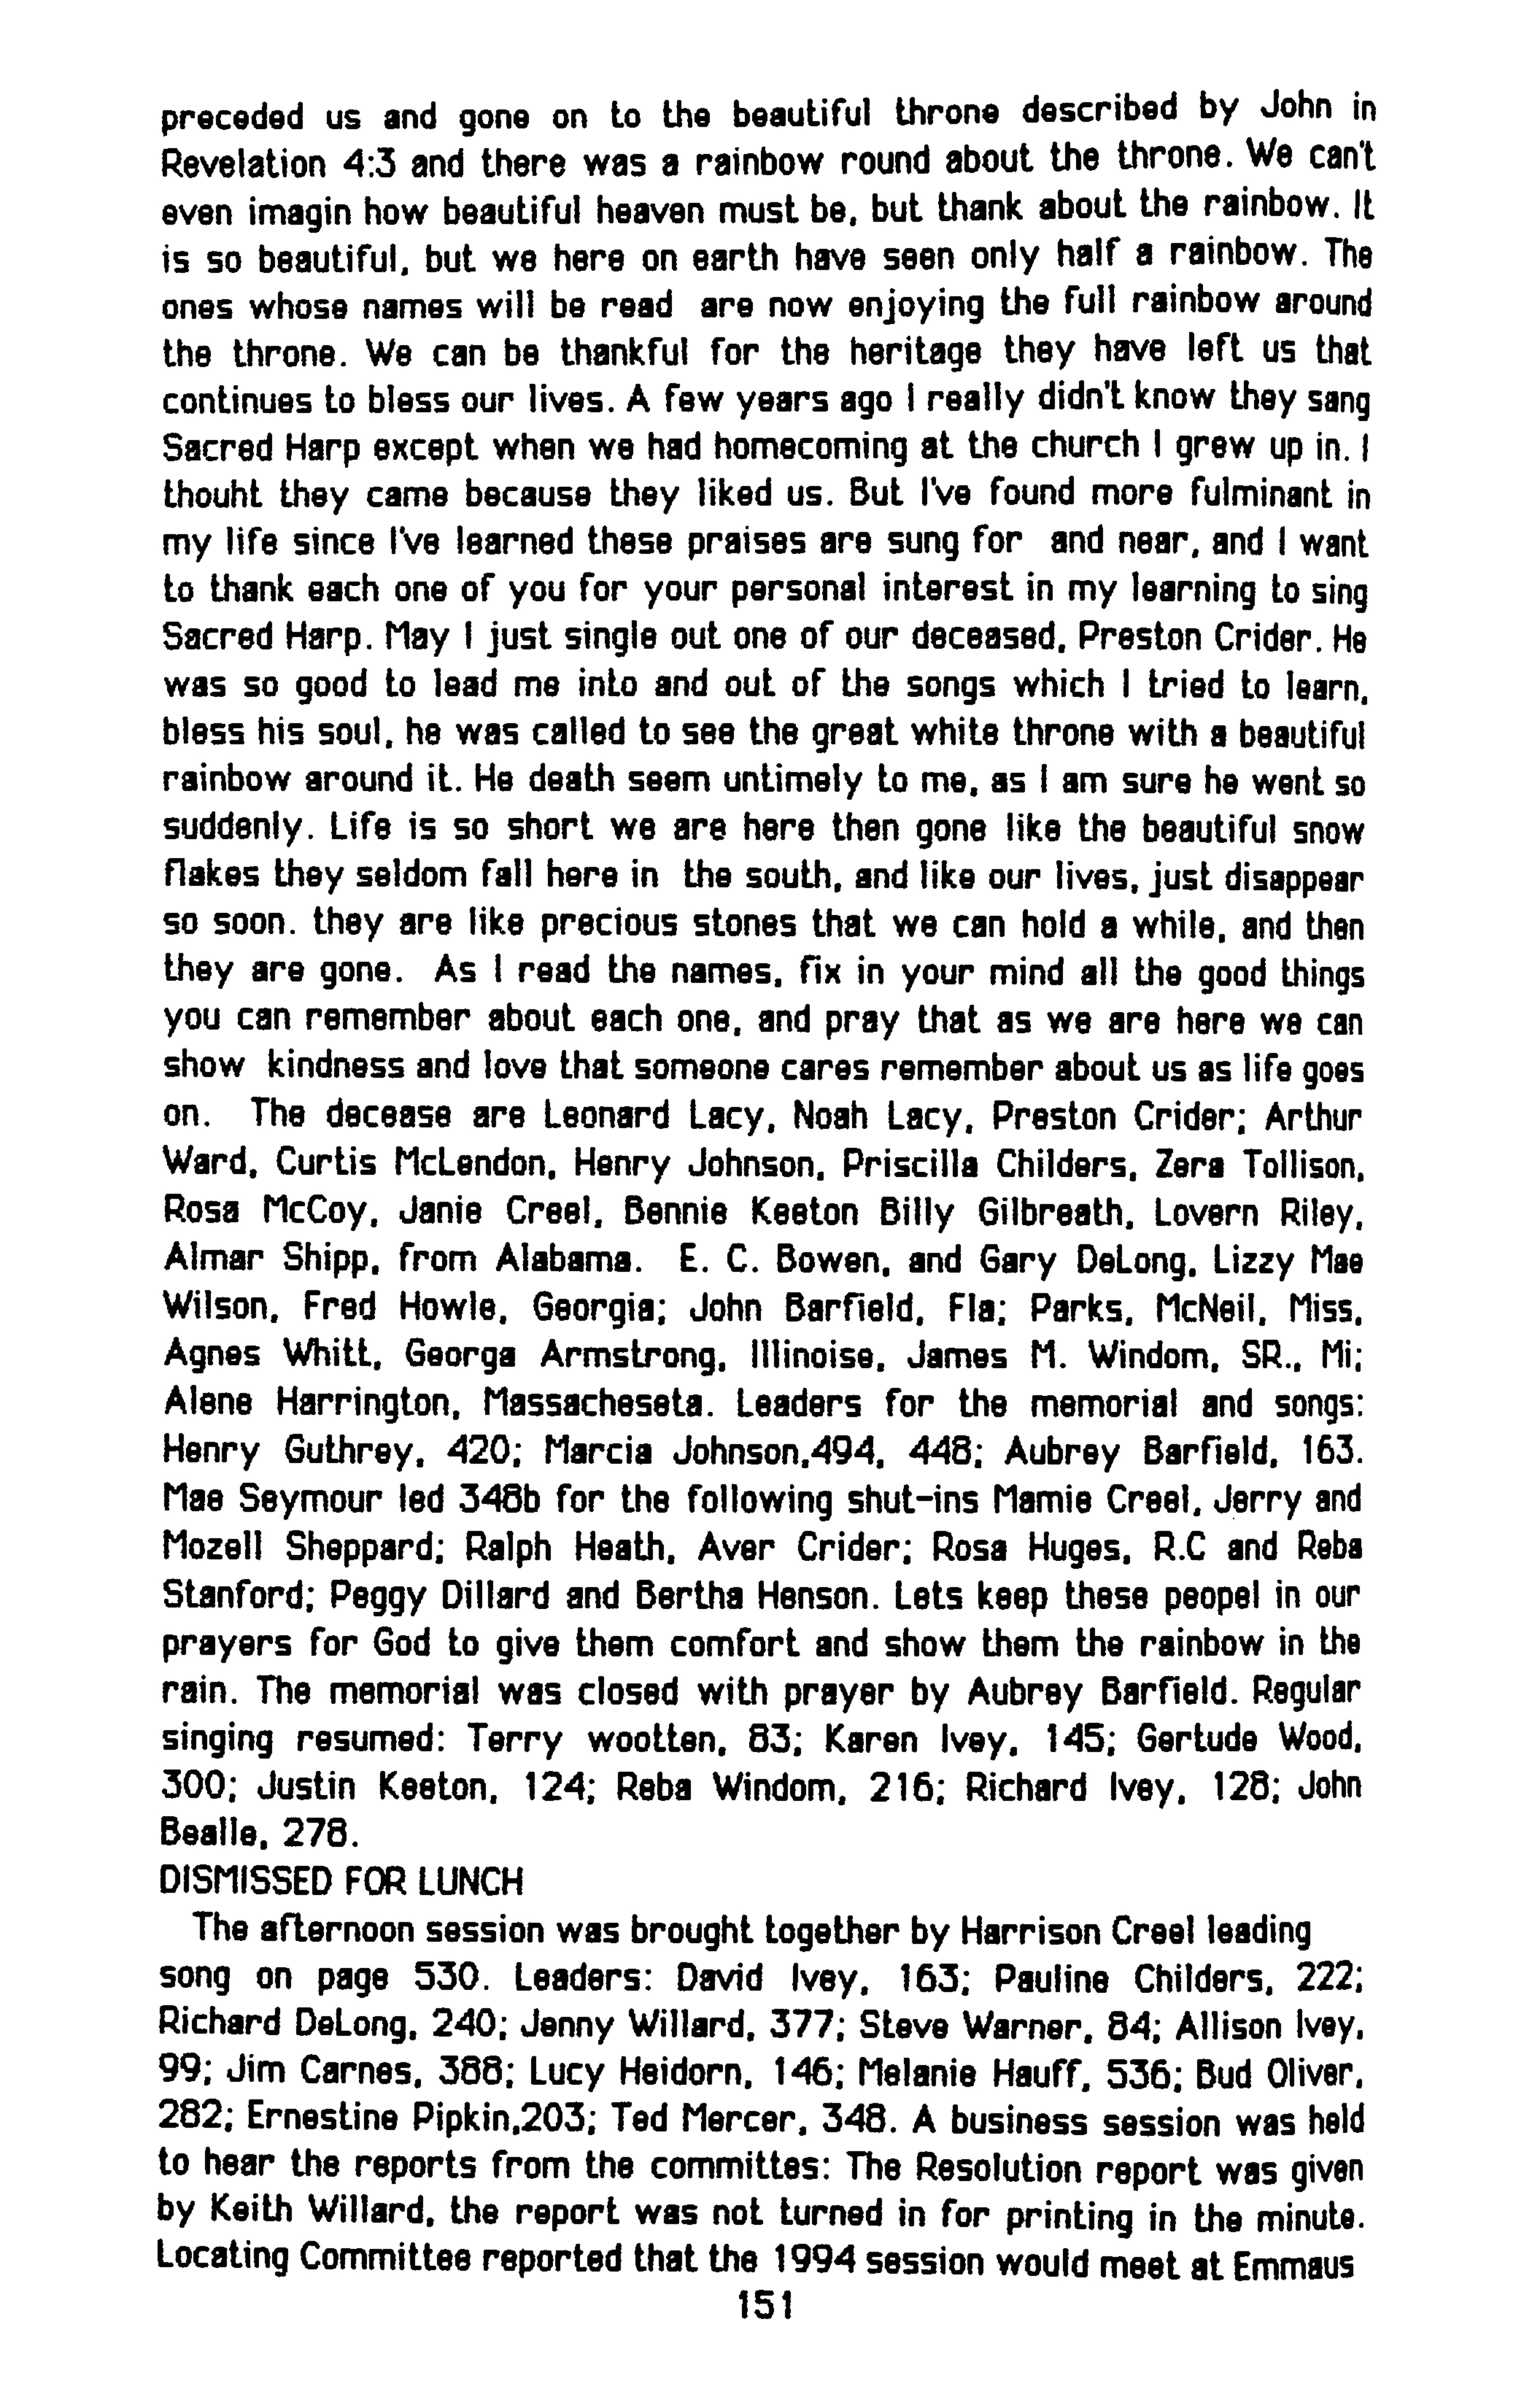 preceded us and gone on to the beautiful throne described by John in
Revelation 4:3 and there was a rainbow round about the throne. We can't
even imagin how beautiful heaven must be, but thank about the rainbow. It
is so beautiful, but we here on earth have seen only half a rainbow. The
ones whose names will be read are now enjoying the full rainbow around
the throne. We can be thankful for the heritage they have left us that
continues to bless our lives. A few years ago I really didn't know they sang
Sacred Harp except when we had homecoming at the church I grew up in. I
thouht they came because they liked us. But I've found more fulminant in
my life since I've learned these praises are sung for and near, and I want
to thank each one of you for your personal interest in my learning to sing
Sacred Harp. May I just single out one of our deceased, Preston Crider. He
was so good to lead me into and out of the songs which I tried to learn,
bless his soul, he was called to see the great white throne with a beautiful
rainbow around it. He death seem untimely to me, as I am sure he went so
suddenly. Life is so short we are here then gone like the beautiful snow
flakes they seldom fall here in the south, and like our lives, just disappear
so soon. they are like precious stones that we can hold a while, and then
they are gone. As I read the names, fix in your mind all the good things
you can remember about each one, and pray that as we are here we can
show kindness and love that someone cares remember about us as life goes
on. The decease are Leonard Lacy, Noah Lacy, Preston Crider; Arthur
Ward, Curtis McLendon, Henry Johnson, Priscilla Childers, Zera Tollison,
Rosa McCoy, Janie Creel, Bennie Keeton Billy Gilbreath, Lovern Riley,
Almar Shipp, from Alabama. E. C. Bowen, and Gary DeLong, Lizzy Mae
Wilson, Fred Howle, Georgia; John Barfield, Fla; Parks, McNeil, Miss,
Agnes Whitt, Georga Armstrong, Illinoise, James M. Windom, SR., Mi;
Alene Harrington, Massacheseta. Leaders for the memorial and songs:
Henry Guthrey, 420; Marcia Johnson,494, 448; Aubrey Barfield, 163.
Mae Seymour led 348b for the following shut-ins Mamie Creel, Jerry and
Mozell Sheppard; Ralph Heath, Aver Crider; Rosa Huges, R.C and Reba
Stanford; Peggy Dillard and Bertha Henson. Lets keep these peopel in our
prayers for God to give them comfort and show them the rainbow in the
rain. The memorial was closed with prayer by Aubrey Barfield. Regular
singing resumed: Terry wootten, 83; Karen Ivey, 145; Gertude Wood,
300; Justin Keeton, 124; Reba Windom, 216; Richard Ivey, 128; John
Bealle, 278.
DISMISSED FOR LUNCH
The afternoon session was brought together by Harrison Creel leading
song on page 530. Leaders: David Ivey, 163; Pauline Childers, 222;
Richard DeLong, 240; Jenny Willard, 377; Steve Warner, 84; Allison Ivey,
99; Jim Carnes, 388; Lucy Heidorn, 146; Melanie Hauff, 536; Bud Oliver,
282; Ernestine Pipkin,203; Ted Mercer, 348. A business session was held
to hear the reports from the committes: The Resolution report was given
by Keith Willard, the report was not turned in for printing in the minute.
Locating Committee reported that the 1994 session would meet at Emmaus
151